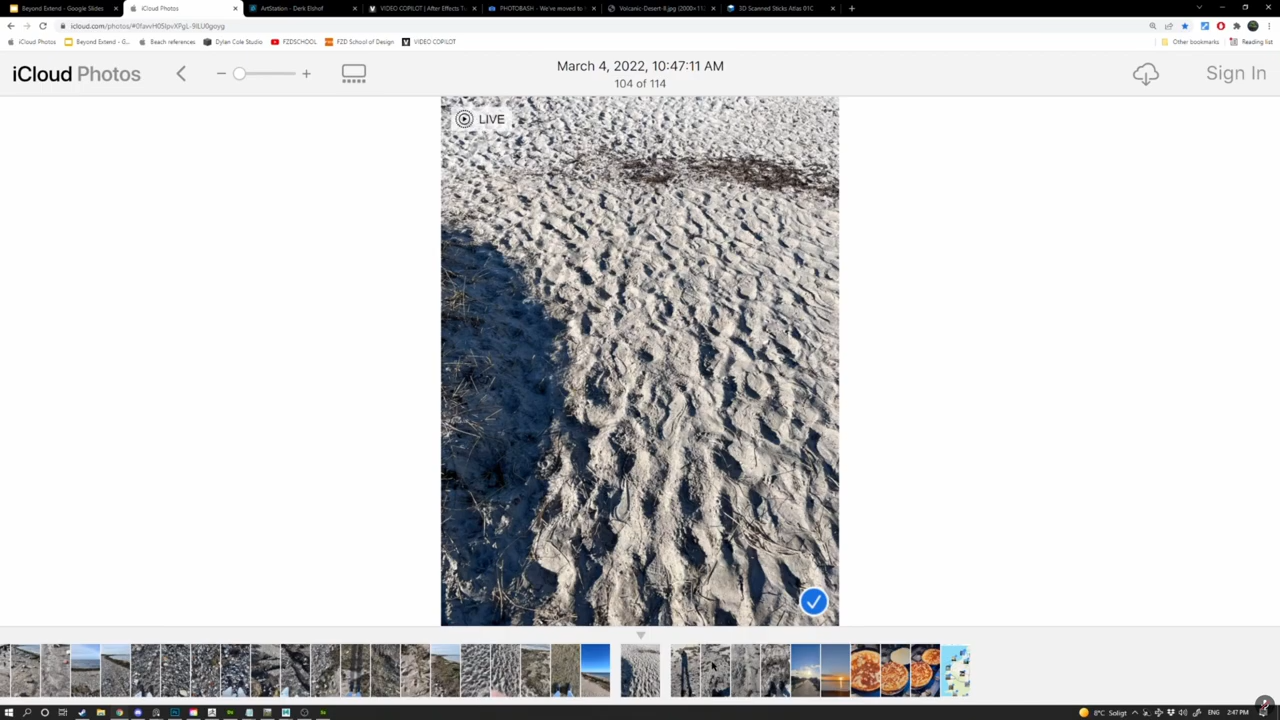 Beyond Extend - Google Slides
iCloud Photos
ArtStation - Derk Elshof
VIDEO COPILOT | After Effects Tu
PHOTOBASH - We've moved to
Volcanic-Desert-II.jpg (2000×112
3D Scanned Sticks Atlas 01C
iCloud Photos
Beyond Extend - G...
Beach references
Dylan Cole Studio
FZDSCHOOL
FZD School of Design
VIDEO COPILOT
Other bookmarks
Reading list
iCloud Photos
March 4, 2022, 10:47:11 AM
104 of 114
Sign In
LIVE
8°C Soligt
ENG
2:47 PM